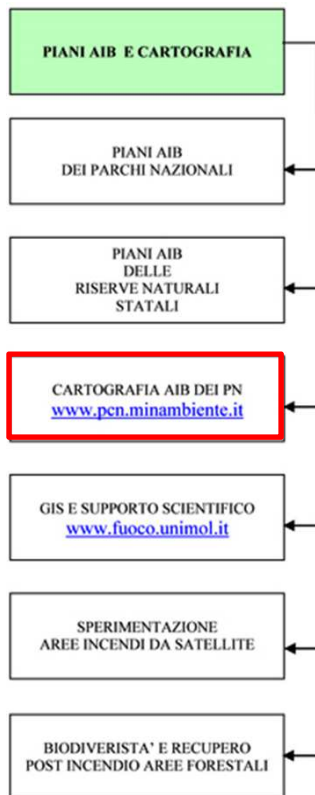 PIANI AIB E CARTOGRAFIA
PIANI AIB
DEI PARCHI NAZIONALI
PIANI AIB
DELLE
RISERVE NATURALI
STATALI
CARTOGRAFIA AIB DEI PN
www.pcn.minambiente.it
GIS E SUPPORTO SCIENTIFICO
www.fuoco.unimol.it
SPERIMENTAZIONE
AREE INCENDI DA SATELLITE
BIODIVERISTA' E RECUPERO
POST INCENDIO AREE FORESTALI